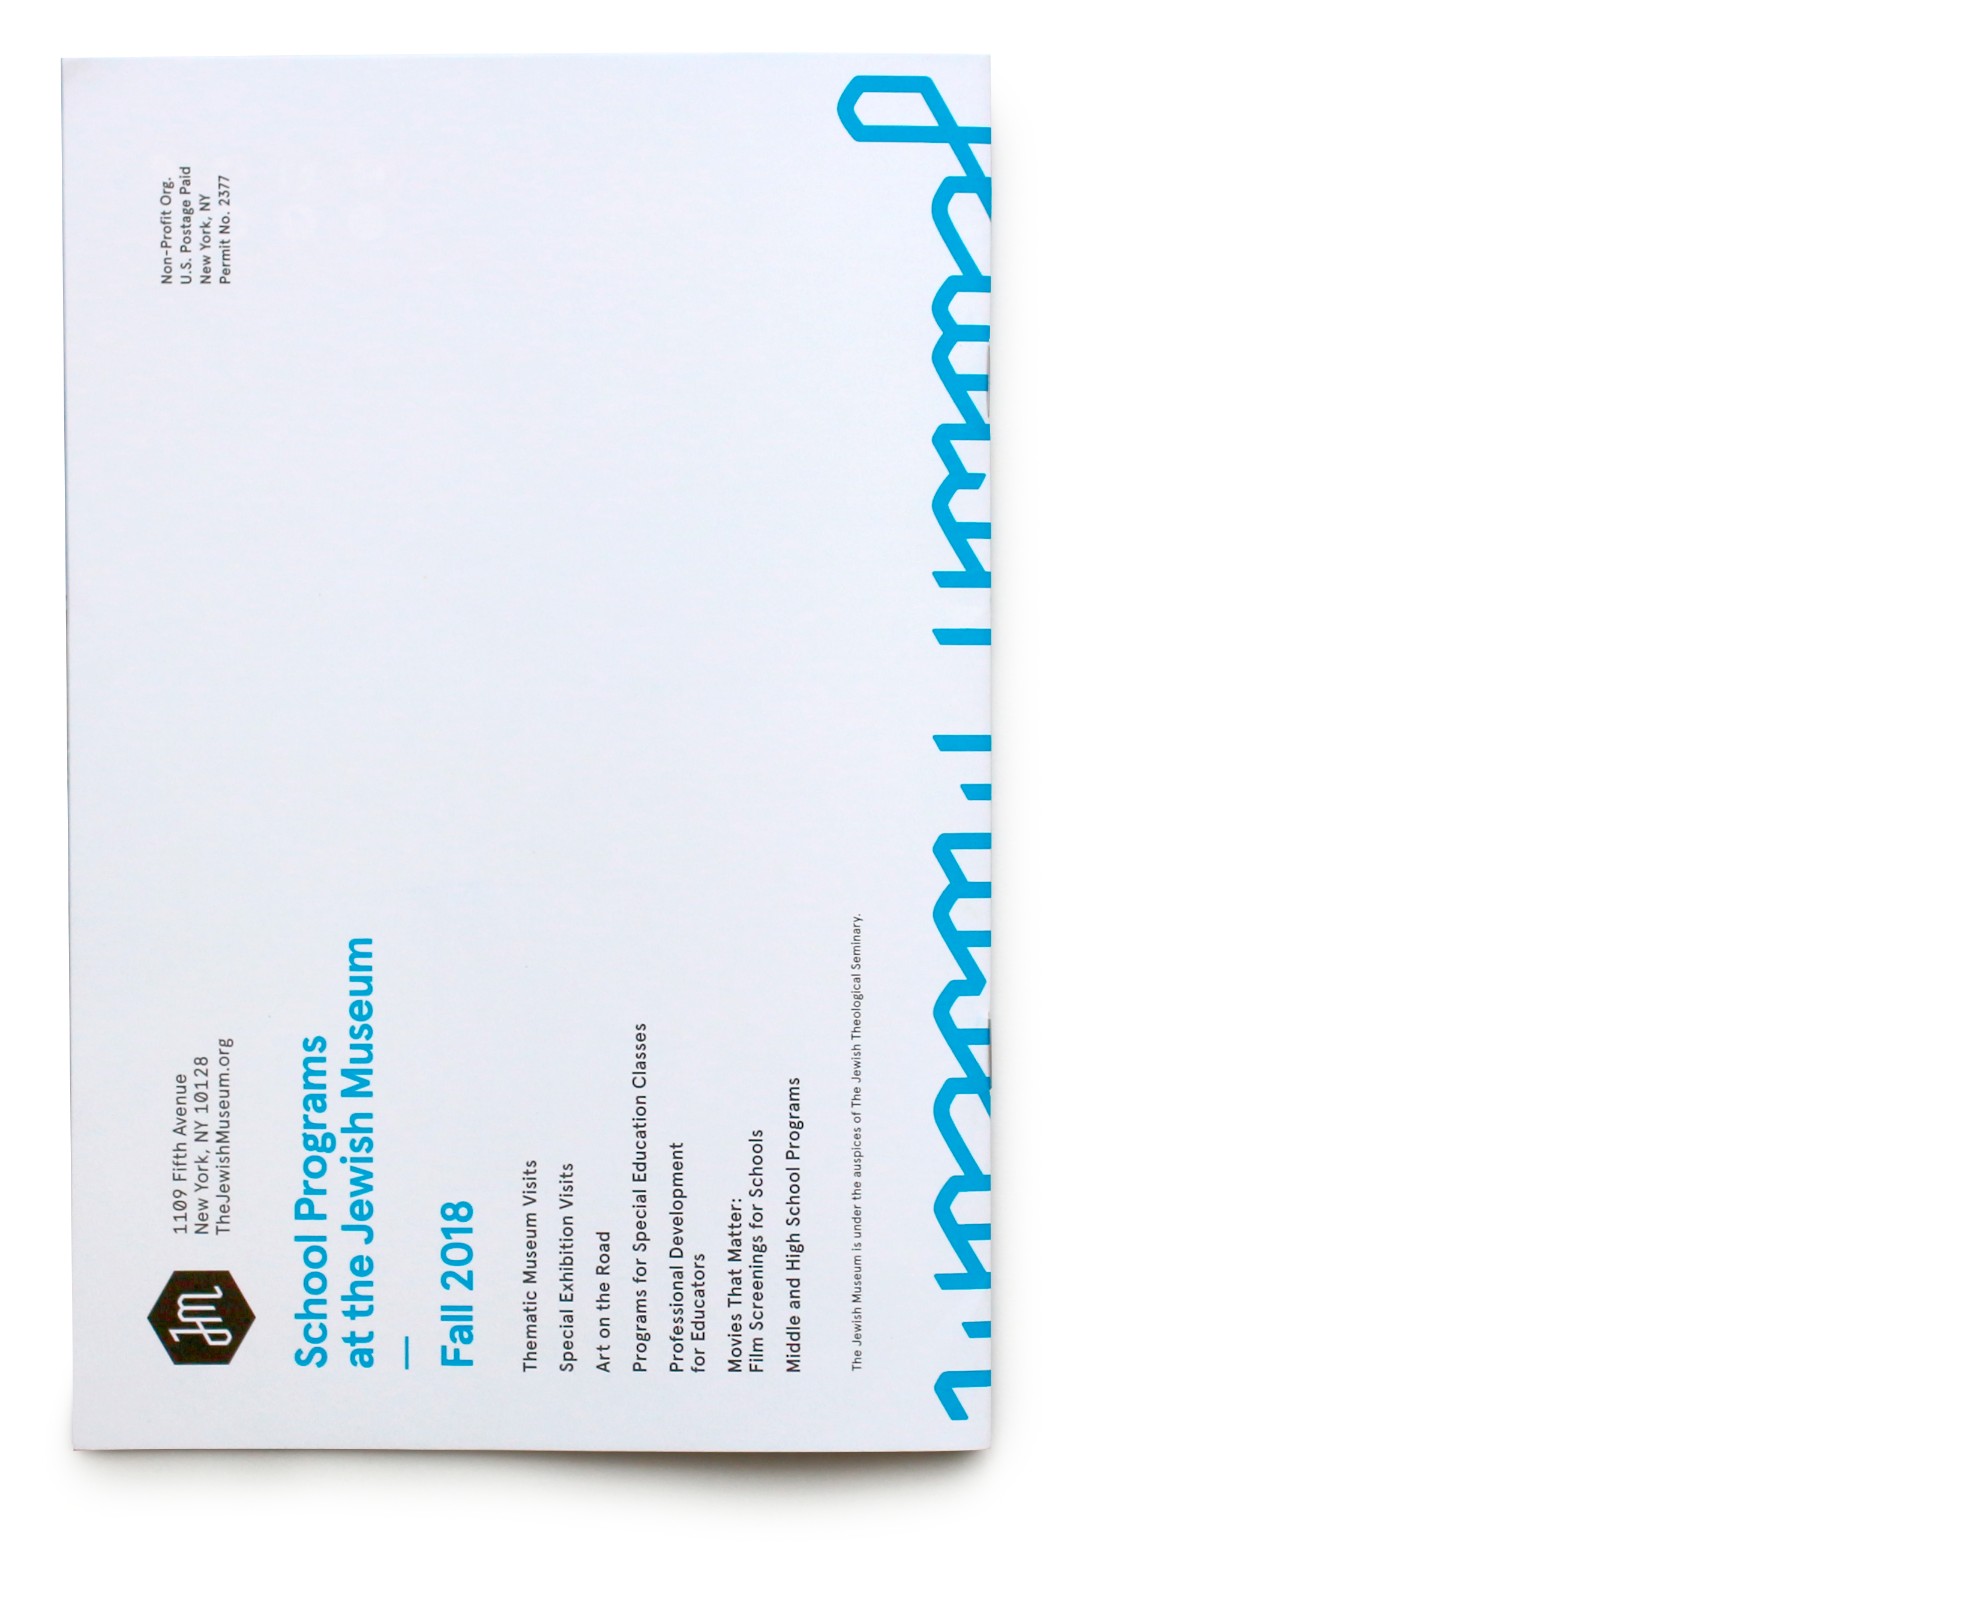 Non-Profit Org.
U.S. Postage Paid
New York, NY
Permit No. 2377
JM
1109 Fifth Avenue
New York, NY 10128
TheJewishMuseum.org
School Programs
at the Jewish Museum
Fall 2018
Thematic Museum Visits
Special Exhibition Visits
Art on the Road
Programs for Special Education Classes
Professional Development
for Educators
Movies That Matter:
Film Screenings for Schools
Middle and High School Programs
The Jewish Museum is under the auspices of The Jewish Theological Seminary.